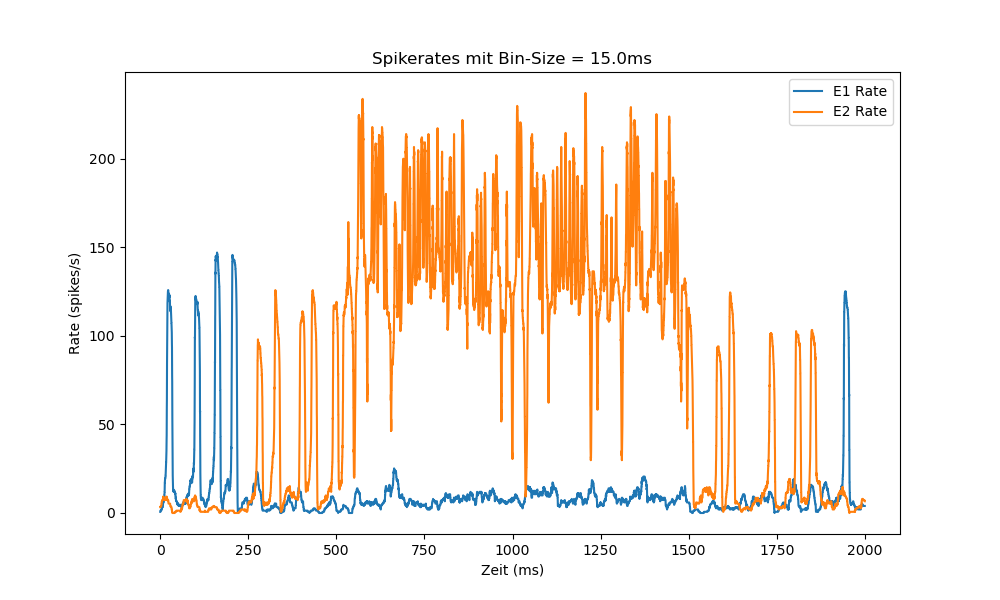 Spikerates mit Bin-Size = 15.0ms
E1 Rate
E2 Rate
Rate (spikes/s)
200
150
100
50
0
0 250 500 750 1000 1250 1500 1750 2000
Zeit (ms)